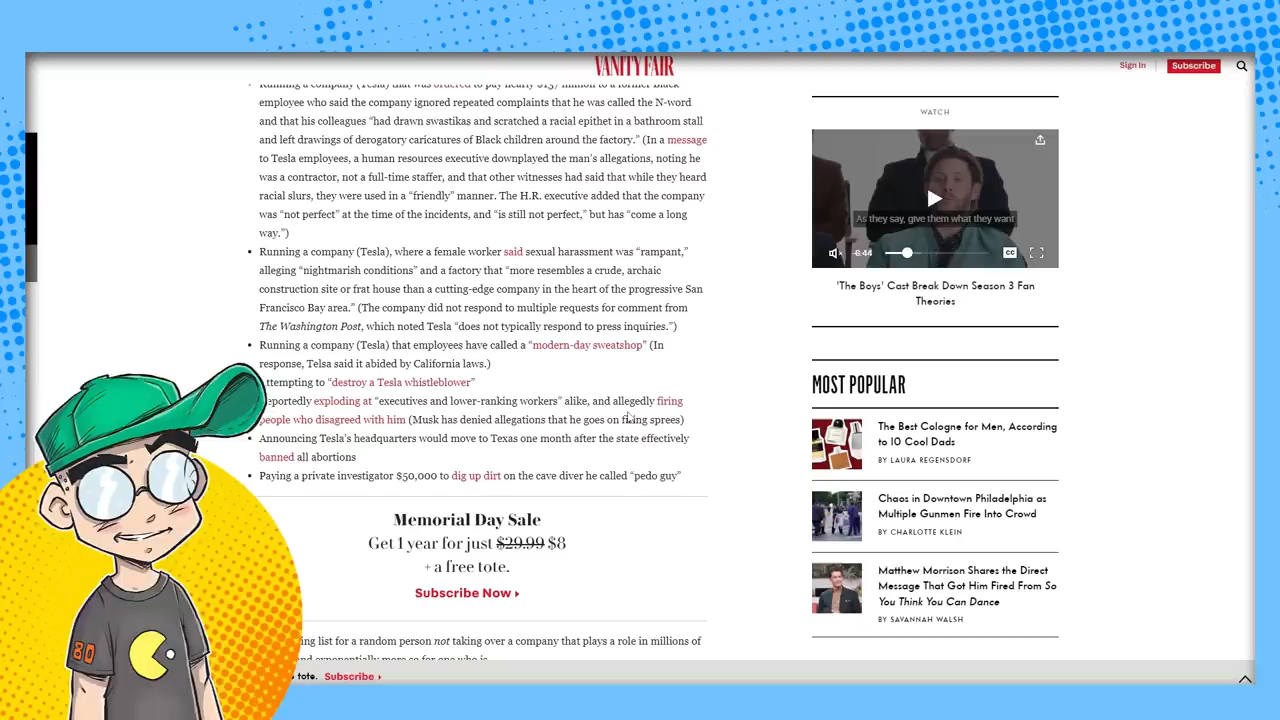 VANITY FAIR
Sign In
Subscribe
Running a company (Tesla) that was ordered to pay nearly $137 million to a former Black
employee who said the company ignored repeated complaints that he was called the N-word
and that his colleagues “had drawn swastikas and scratched a racial epithet in a bathroom stall
and left drawings of derogatory caricatures of Black children around the factory.” (In a message
to Tesla employees, a human resources executive downplayed the man’s allegations, noting he
was a contractor, not a full-time staffer, and that other witnesses had said that while they heard
racial slurs, they were used in a “friendly” manner. The H.R. executive added that the company
was “not perfect” at the time of the incidents, and “is still not perfect,” but has “come a long
way.”)
Running a company (Tesla), where a female worker said sexual harassment was “rampant,”
alleging “nightmarish conditions” and a factory that “more resembles a crude, archaic
construction site or frat house than a cutting-edge company in the heart of the progressive San
Francisco Bay area.” (The company did not respond to multiple requests for comment from
The Washington Post, which noted Tesla “does not typically respond to press inquiries.”)
Running a company (Tesla) that employees have called a “modern-day sweatshop” (In
response, Telsa said it abided by California laws.)
ttempting to “destroy a Tesla whistleblower”
eportedly exploding at “executives and lower-ranking workers” alike, and allegedly firing
people who disagreed with him (Musk has denied allegations that he goes on firing sprees)
Announcing Tesla’s headquarters would move to Texas one month after the state effectively
banned all abortions
Paying a private investigator $50,000 to dig up dirt on the cave diver he called “pedo guy”
Memorial Day Sale
Get 1 year for just $29.99 $8
+ a free tote.
Subscribe Now
ing list for a random person not taking over a company that plays a role in millions of
and exponentially more so for one who is
tote. Subscribe
WATCH
As they say, give them what they want
-6:44
CC
'The Boys' Cast Break Down Season 3 Fan
Theories
MOST POPULAR
The Best Cologne for Men, According
to 10 Cool Dads
BY LAURA REGENSDORF
Chaos in Downtown Philadelphia as
Multiple Gunmen Fire Into Crowd
BY CHARLOTTE KLEIN
Matthew Morrison Shares the Direct
Message That Got Him Fired From So
You Think You Can Dance
BY SAVANNAH WALSH
80